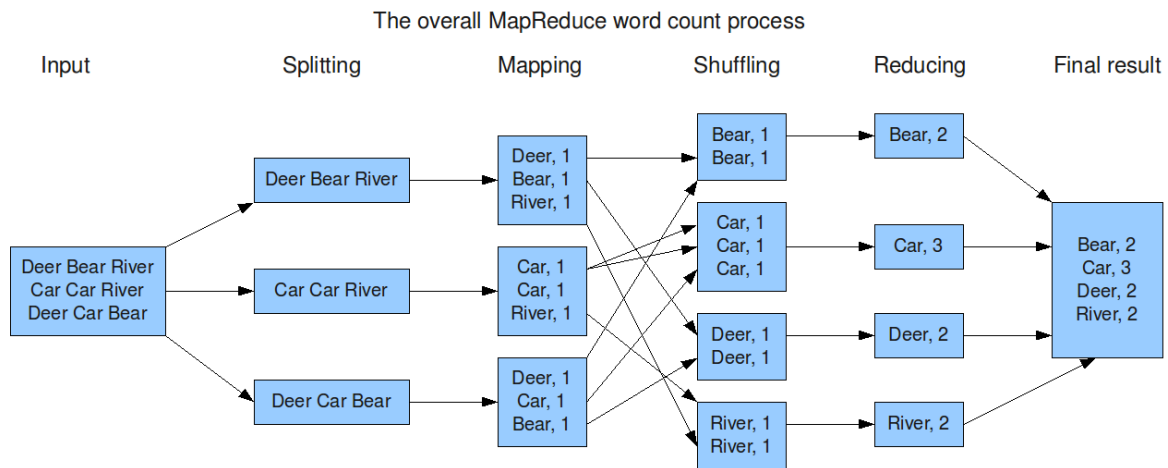 The overall MapReduce word count process
Input
Splitting
Mapping
Shuffling
Reducing
Final result
Deer Bear River
Car Car River
Deer Car Bear
Deer Bear River
Car Car River
Deer Car Bear
Deer, 1
Bear, 1
River, 1
Car, 1
Car, 1
River, 1
Deer, 1
Car, 1
Bear, 1
Bear, 1
Bear, 1
Car, 1
Car, 1
Car, 1
Deer, 1
Deer, 1
River, 1
River, 1
Bear, 2
Car, 3
Deer, 2
River, 2
Bear, 2
Car, 3
Deer, 2
River, 2